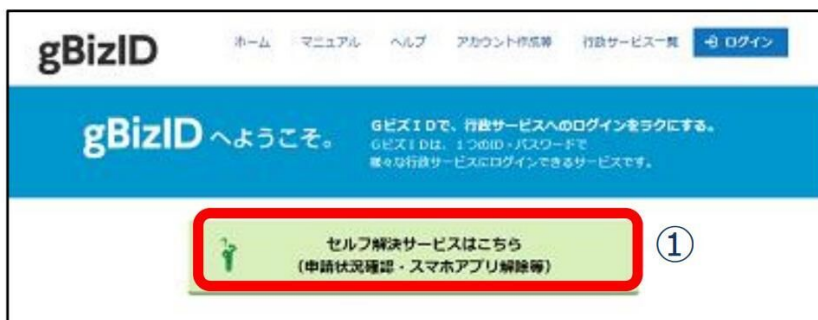 gBizID
ホーム マニュアル ヘルプ アカウント作成等 行政サービス一覧 ログイン
gBizID へようこそ。
GビズIDで、行政サービスへのログインをラクにする。
GビズIDは、1つのID・パスワードで
様々な行政サービスにログインできるサービスです。
セルフ解決サービスはこちら
(申請状況確認・スマホアプリ解除等)
①